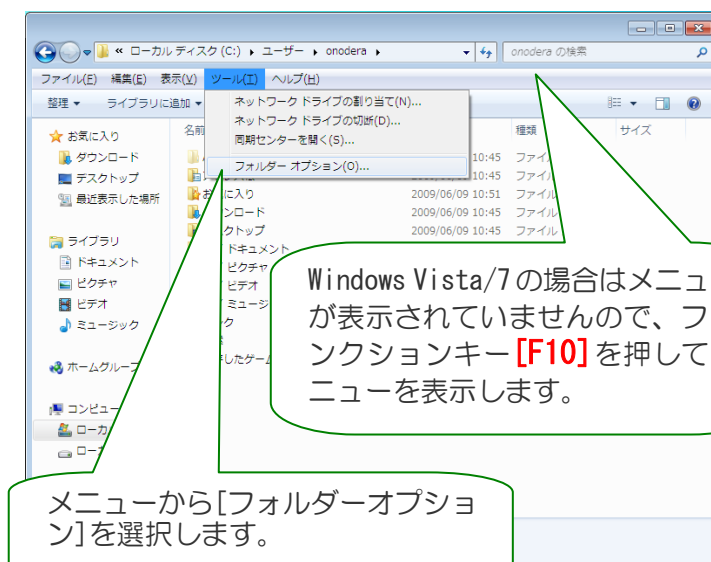 « ローカル ディスク (C:) ▸ ユーザー ▸ onodera ▸
onodera の検索
ファイル(F) 編集(E) 表示(V) ツール(T) ヘルプ(H)
整理 ▼ ライブラリに追加 ▼
ネットワーク ドライブの割り当て(N)...
ネットワーク ドライブの切断(D)...
同期センターを開く(S)...
フォルダー オプション(O)...
名前 種類 サイズ
10:45 ファイル
2009/06/09 10:45 ファイル
お に入り 2009/06/09 10:51 ファイル
ンロード 2009/06/09 10:45 ファイル
クトップ 2009/06/09 10:45 ファイル
ドキュメント
ピクチャ
ビデオ
ミュージ
ック
したゲー
お気に入り
ダウンロード
デスクトップ
最近表示した場所
ライブラリ
ドキュメント
ピクチャ
ビデオ
ミュージック
ホームグループ
コンピュー
ローカ
ローカ
Windows Vista/7の場合はメニュ
が表示されていませんので、フ
ンクションキー[F10]を押して
ニューを表示します。
メニューから[フォルダーオプショ
ン]を選択します。